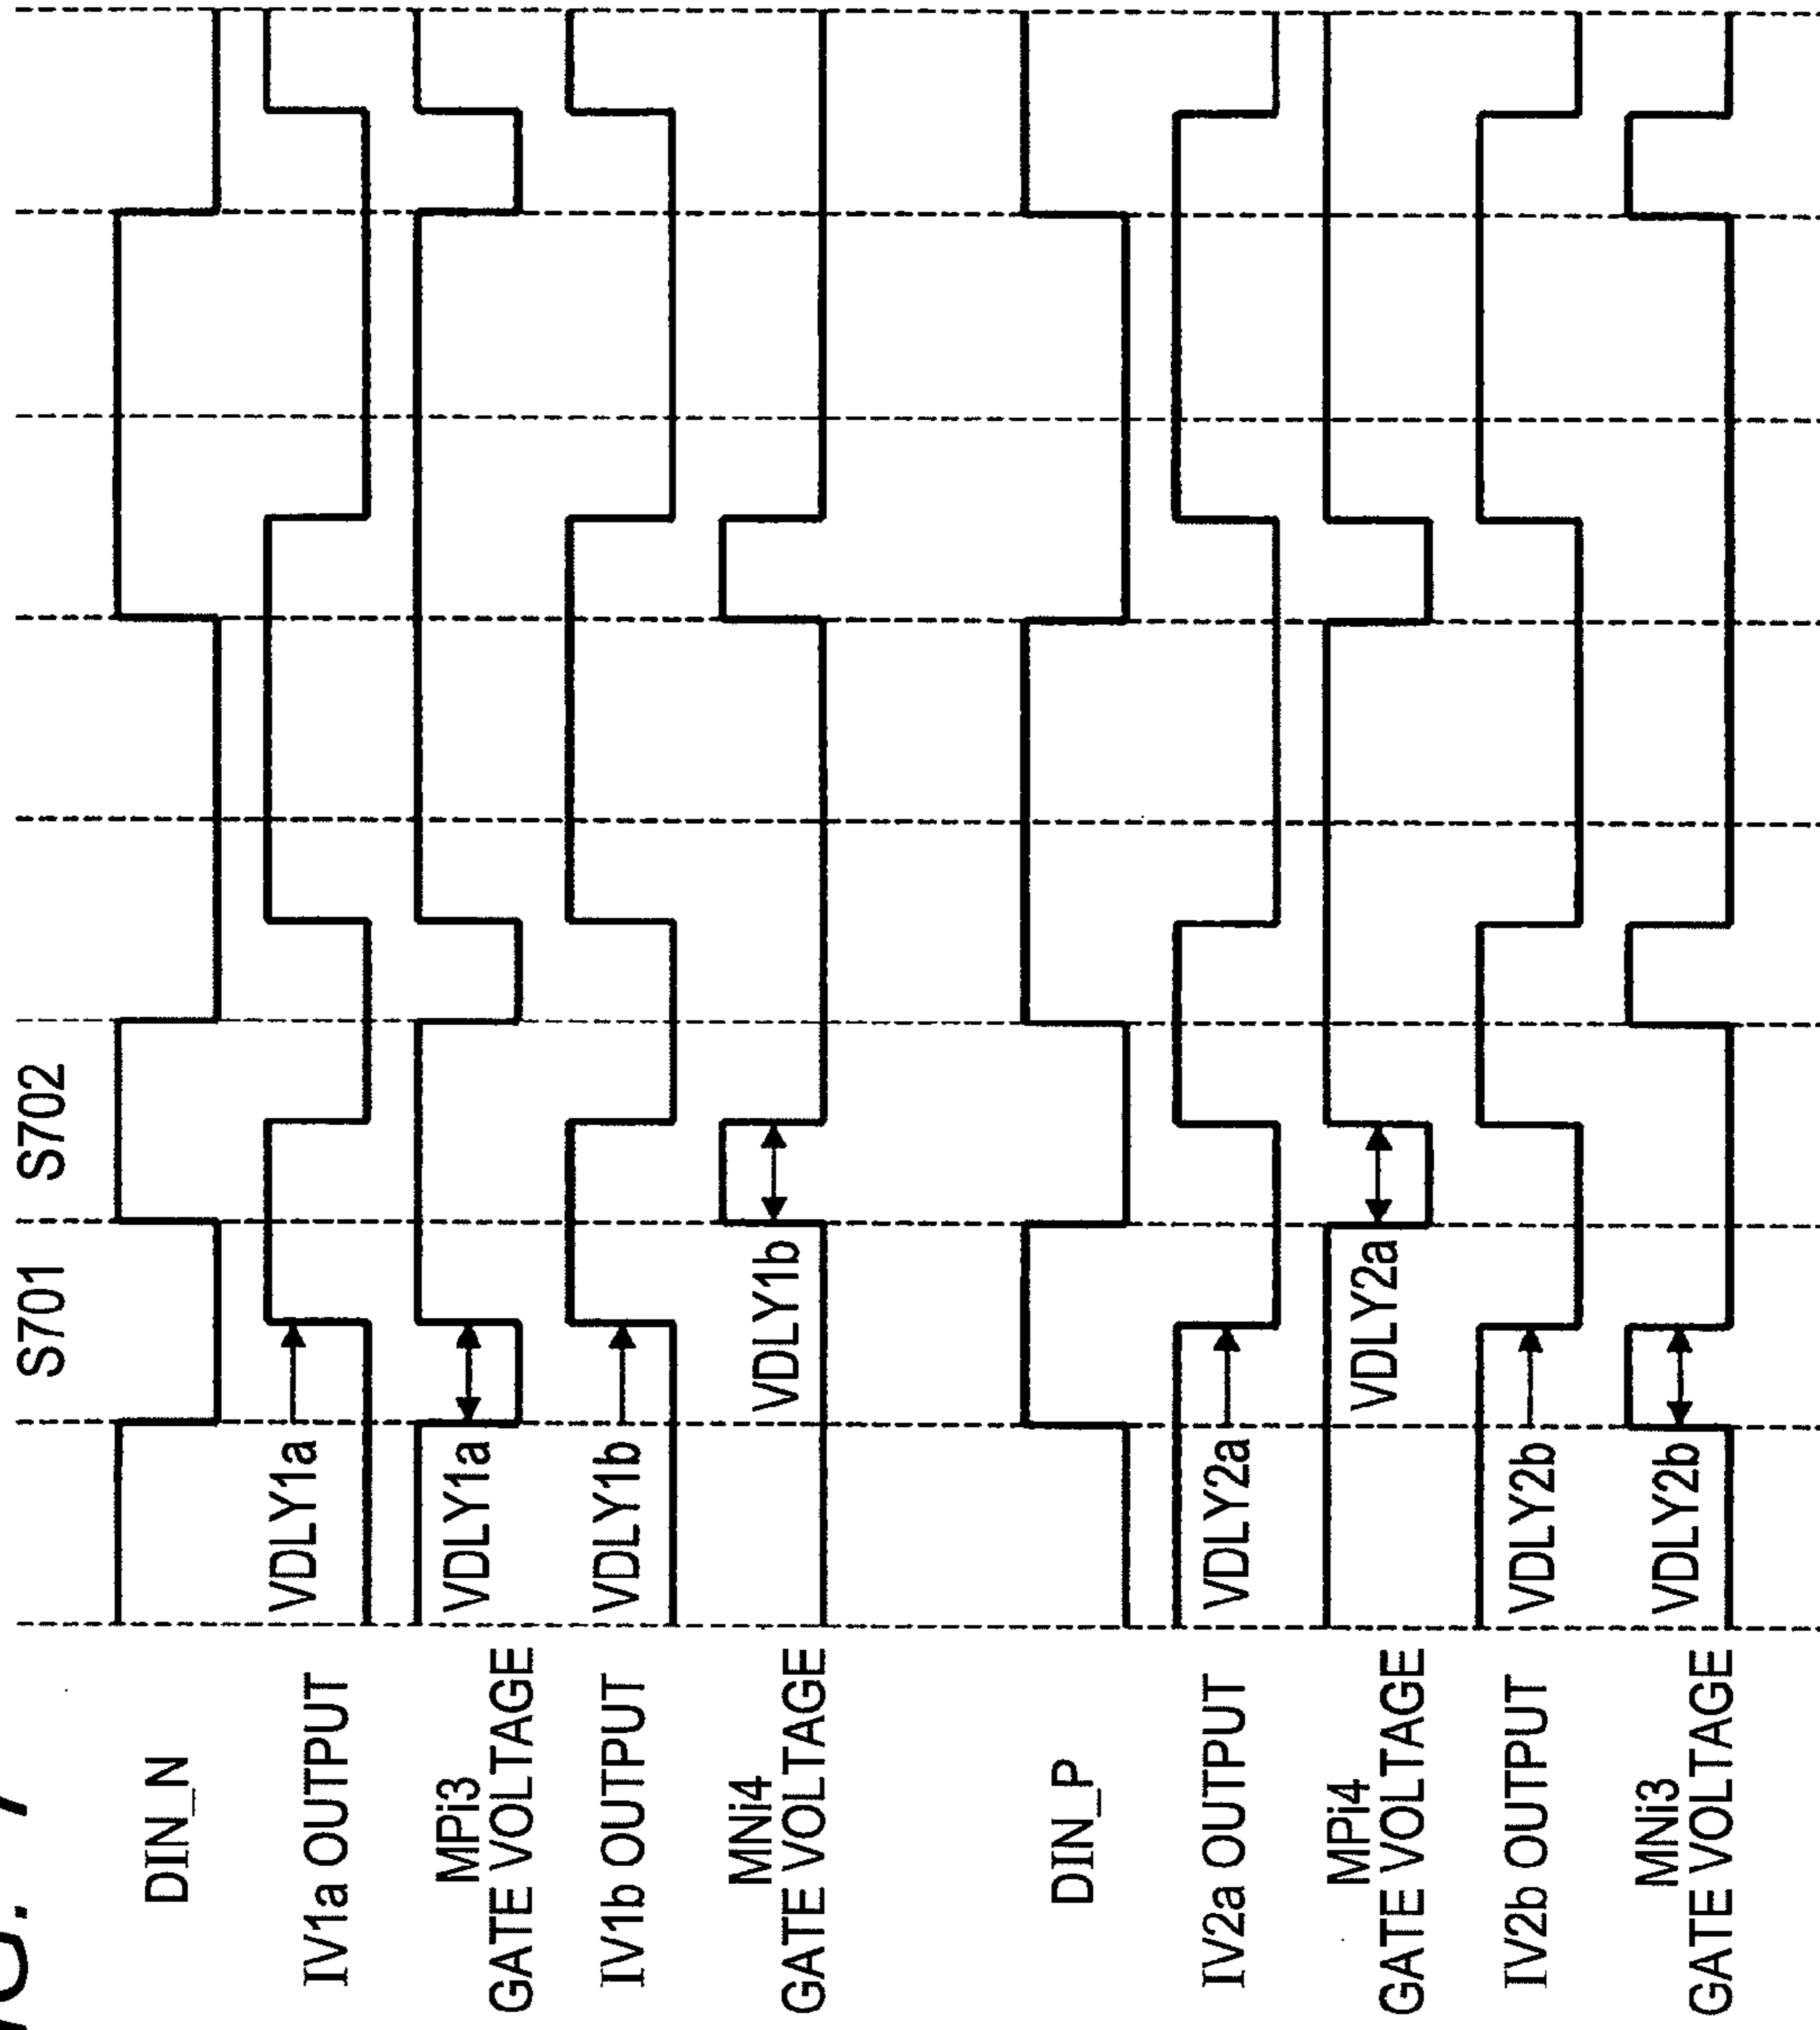 S701 S702
DIN_N
IV1a OUTPUT
VDLY1a
MPi3
GATE VOLTAGE
VDLY1a
IV1b OUTPUT
VDLY1b
MNi4
GATE VOLTAGE
VDLY1b
DIN_P
IV2a OUTPUT
VDLY2a
MPi4
GATE VOLTAGE
VDLY2a
IV2b OUTPUT
VDLY2b
MNi3
GATE VOLTAGE
VDLY2b